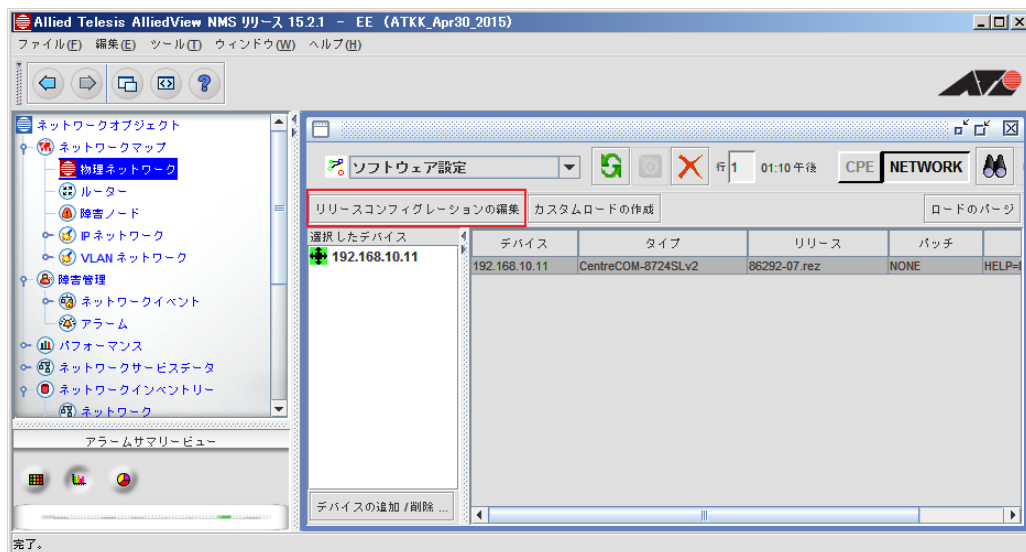 Allied Telesis AlliedView NMS リリース 15.2.1 - EE (ATKK_Apr30_2015)
ファイル(F) 編集(E) ツール(T) ウィンドウ(W) ヘルプ(H)
ネットワークオブジェクト
ネットワークマップ
物理ネットワーク
ルーター
障害ノード
IP ネットワーク
VLAN ネットワーク
障害管理
ネットワークイベント
アラーム
パフォーマンス
ネットワークサービスデータ
ネットワークインベントリー
ネットワーク
アラームサマリービュー
ソフトウェア設定 行 1 01:10 午後 CPE NETWORK
リリースコンフィグレーションの編集 カスタムロードの作成 ロードのパージ
選択したデバイス
192.168.10.11
デバイスの追加 /削除 ...
デバイス タイプ リリース パッチ
192.168.10.11 CentreCOM-8724SLv2 86292-07.rez NONE
完了。